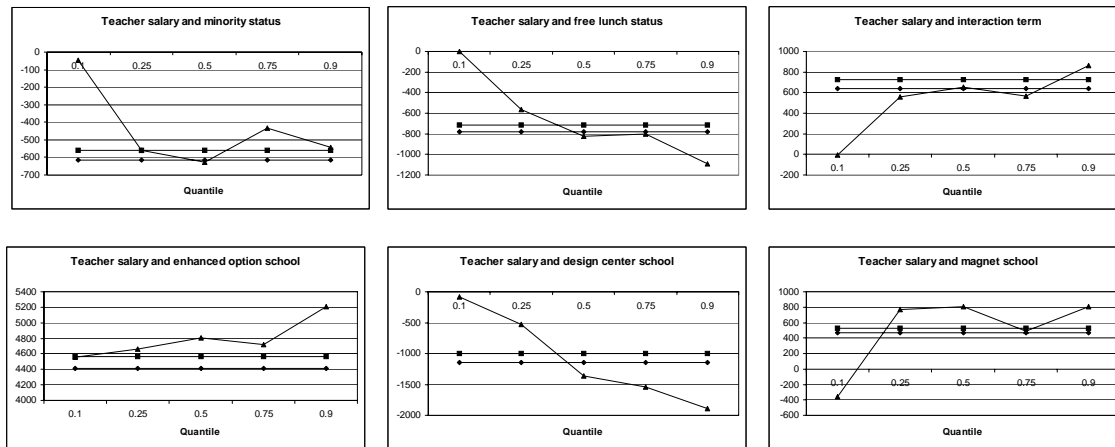 Teacher salary and minority status
0
-100
-200
-300
-400
-500
-600
-700
0.1 0.25 0.5 0.75 0.9
Quantile
Teacher salary and free lunch status
0
-200
-400
-600
-800
-1000
-1200
0.1 0.25 0.5 0.75 0.9
Quantile
Teacher salary and interaction term
1000
800
600
400
200
0
-200
0.1 0.25 0.5 0.75 0.9
Quantile
Teacher salary and enhanced option school
5400
5200
5000
4800
4600
4400
4200
4000
0.1 0.25 0.5 0.75 0.9
Quantile
Teacher salary and design center school
0
-500
-1000
-1500
-2000
0.1 0.25 0.5 0.75 0.9
Quantile
Teacher salary and magnet school
1000
800
600
400
200
0
-200
-400
-600
0.1 0.25 0.5 0.75 0.9
Quantile